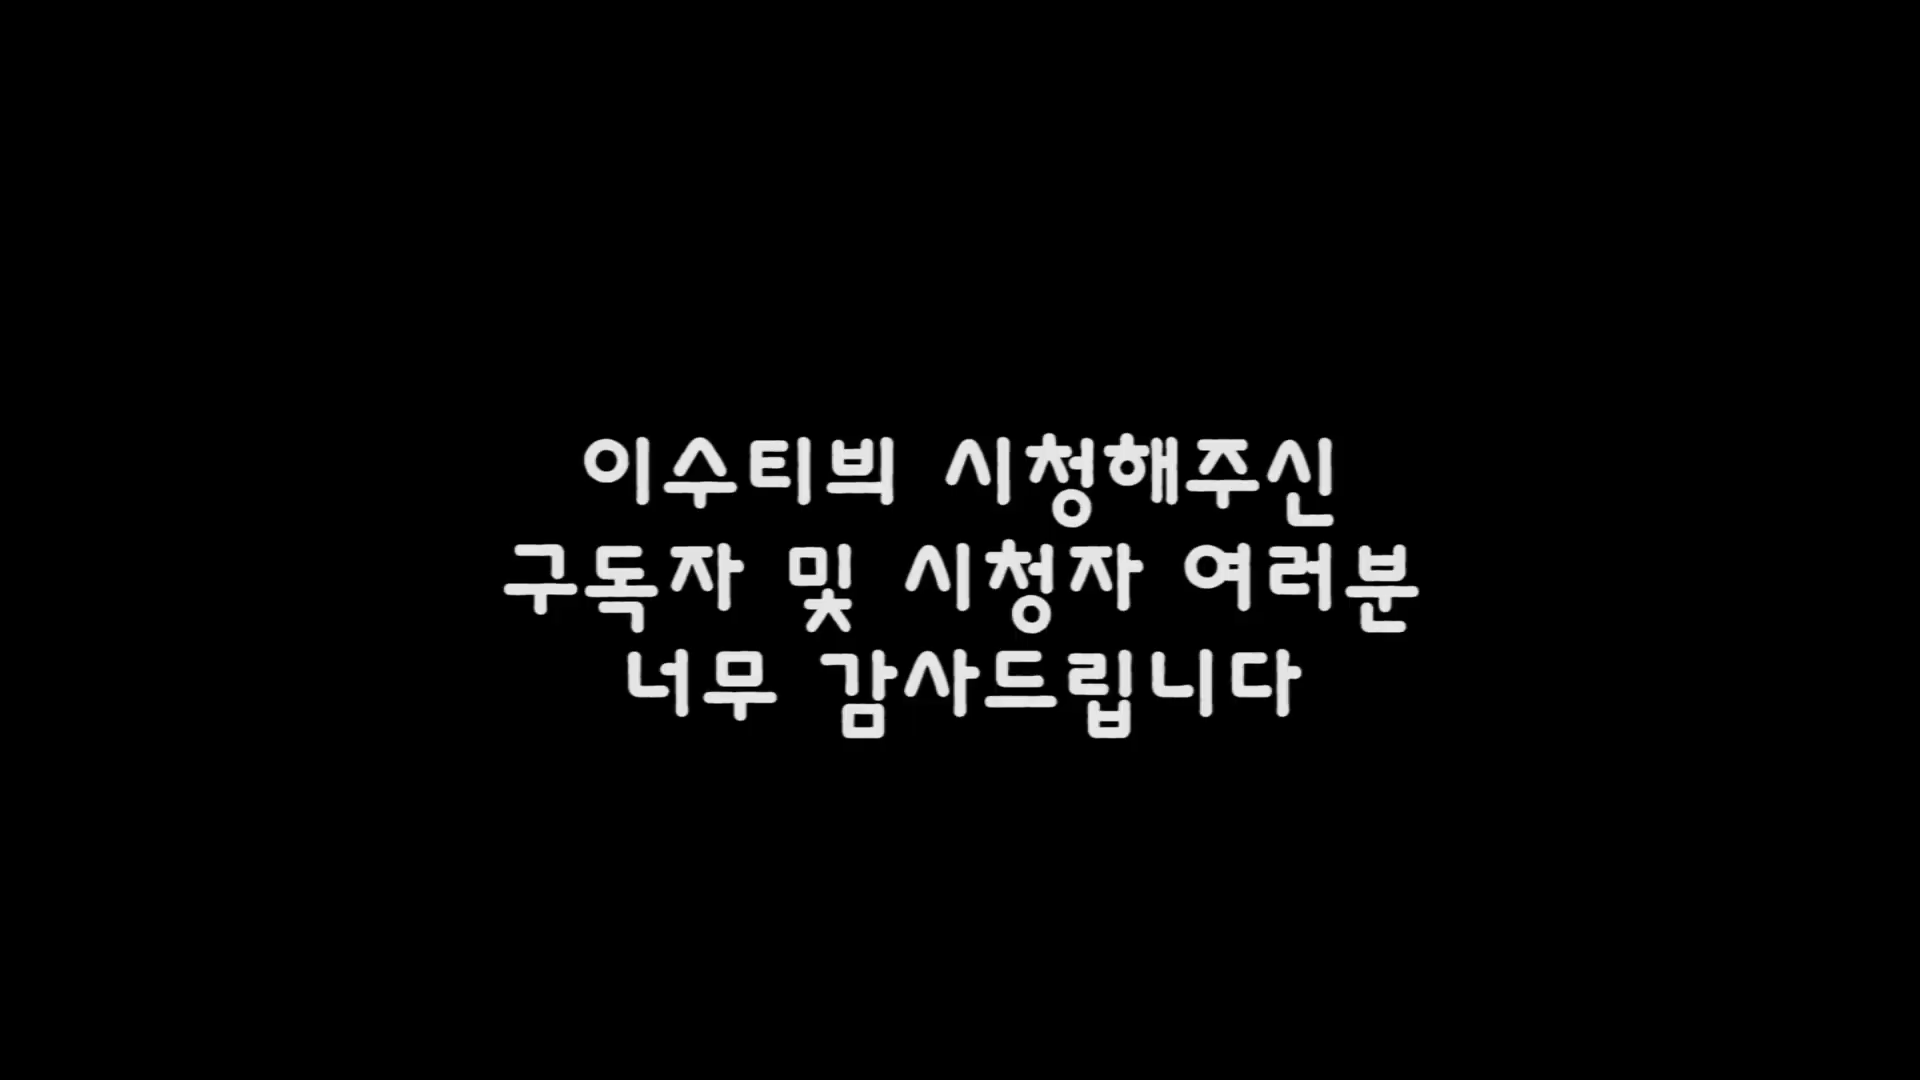 이수티븨 시청해주신
구독자 및 시청자 여러분
너무 감사드립니다